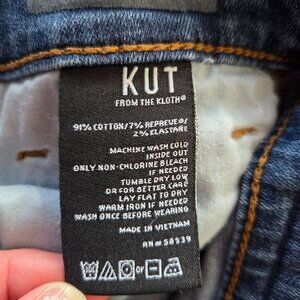 KUT
FROM THE KLOTH®
91% COTTON/7% REPREVE®/
2% ELASTANE
MACHINE WASH COLD
INSIDE OUT
ONLY NON-CHLORINE BLEACH
IF NEEDED
TUMBLE DRY LOW
OR FOR BETTER CARE
LAY FLAT TO DRY
WARM IRON IF NEEDED
WASH ONCE BEFORE WEARING
MADE IN VIETNAM
RN# 58539
OR